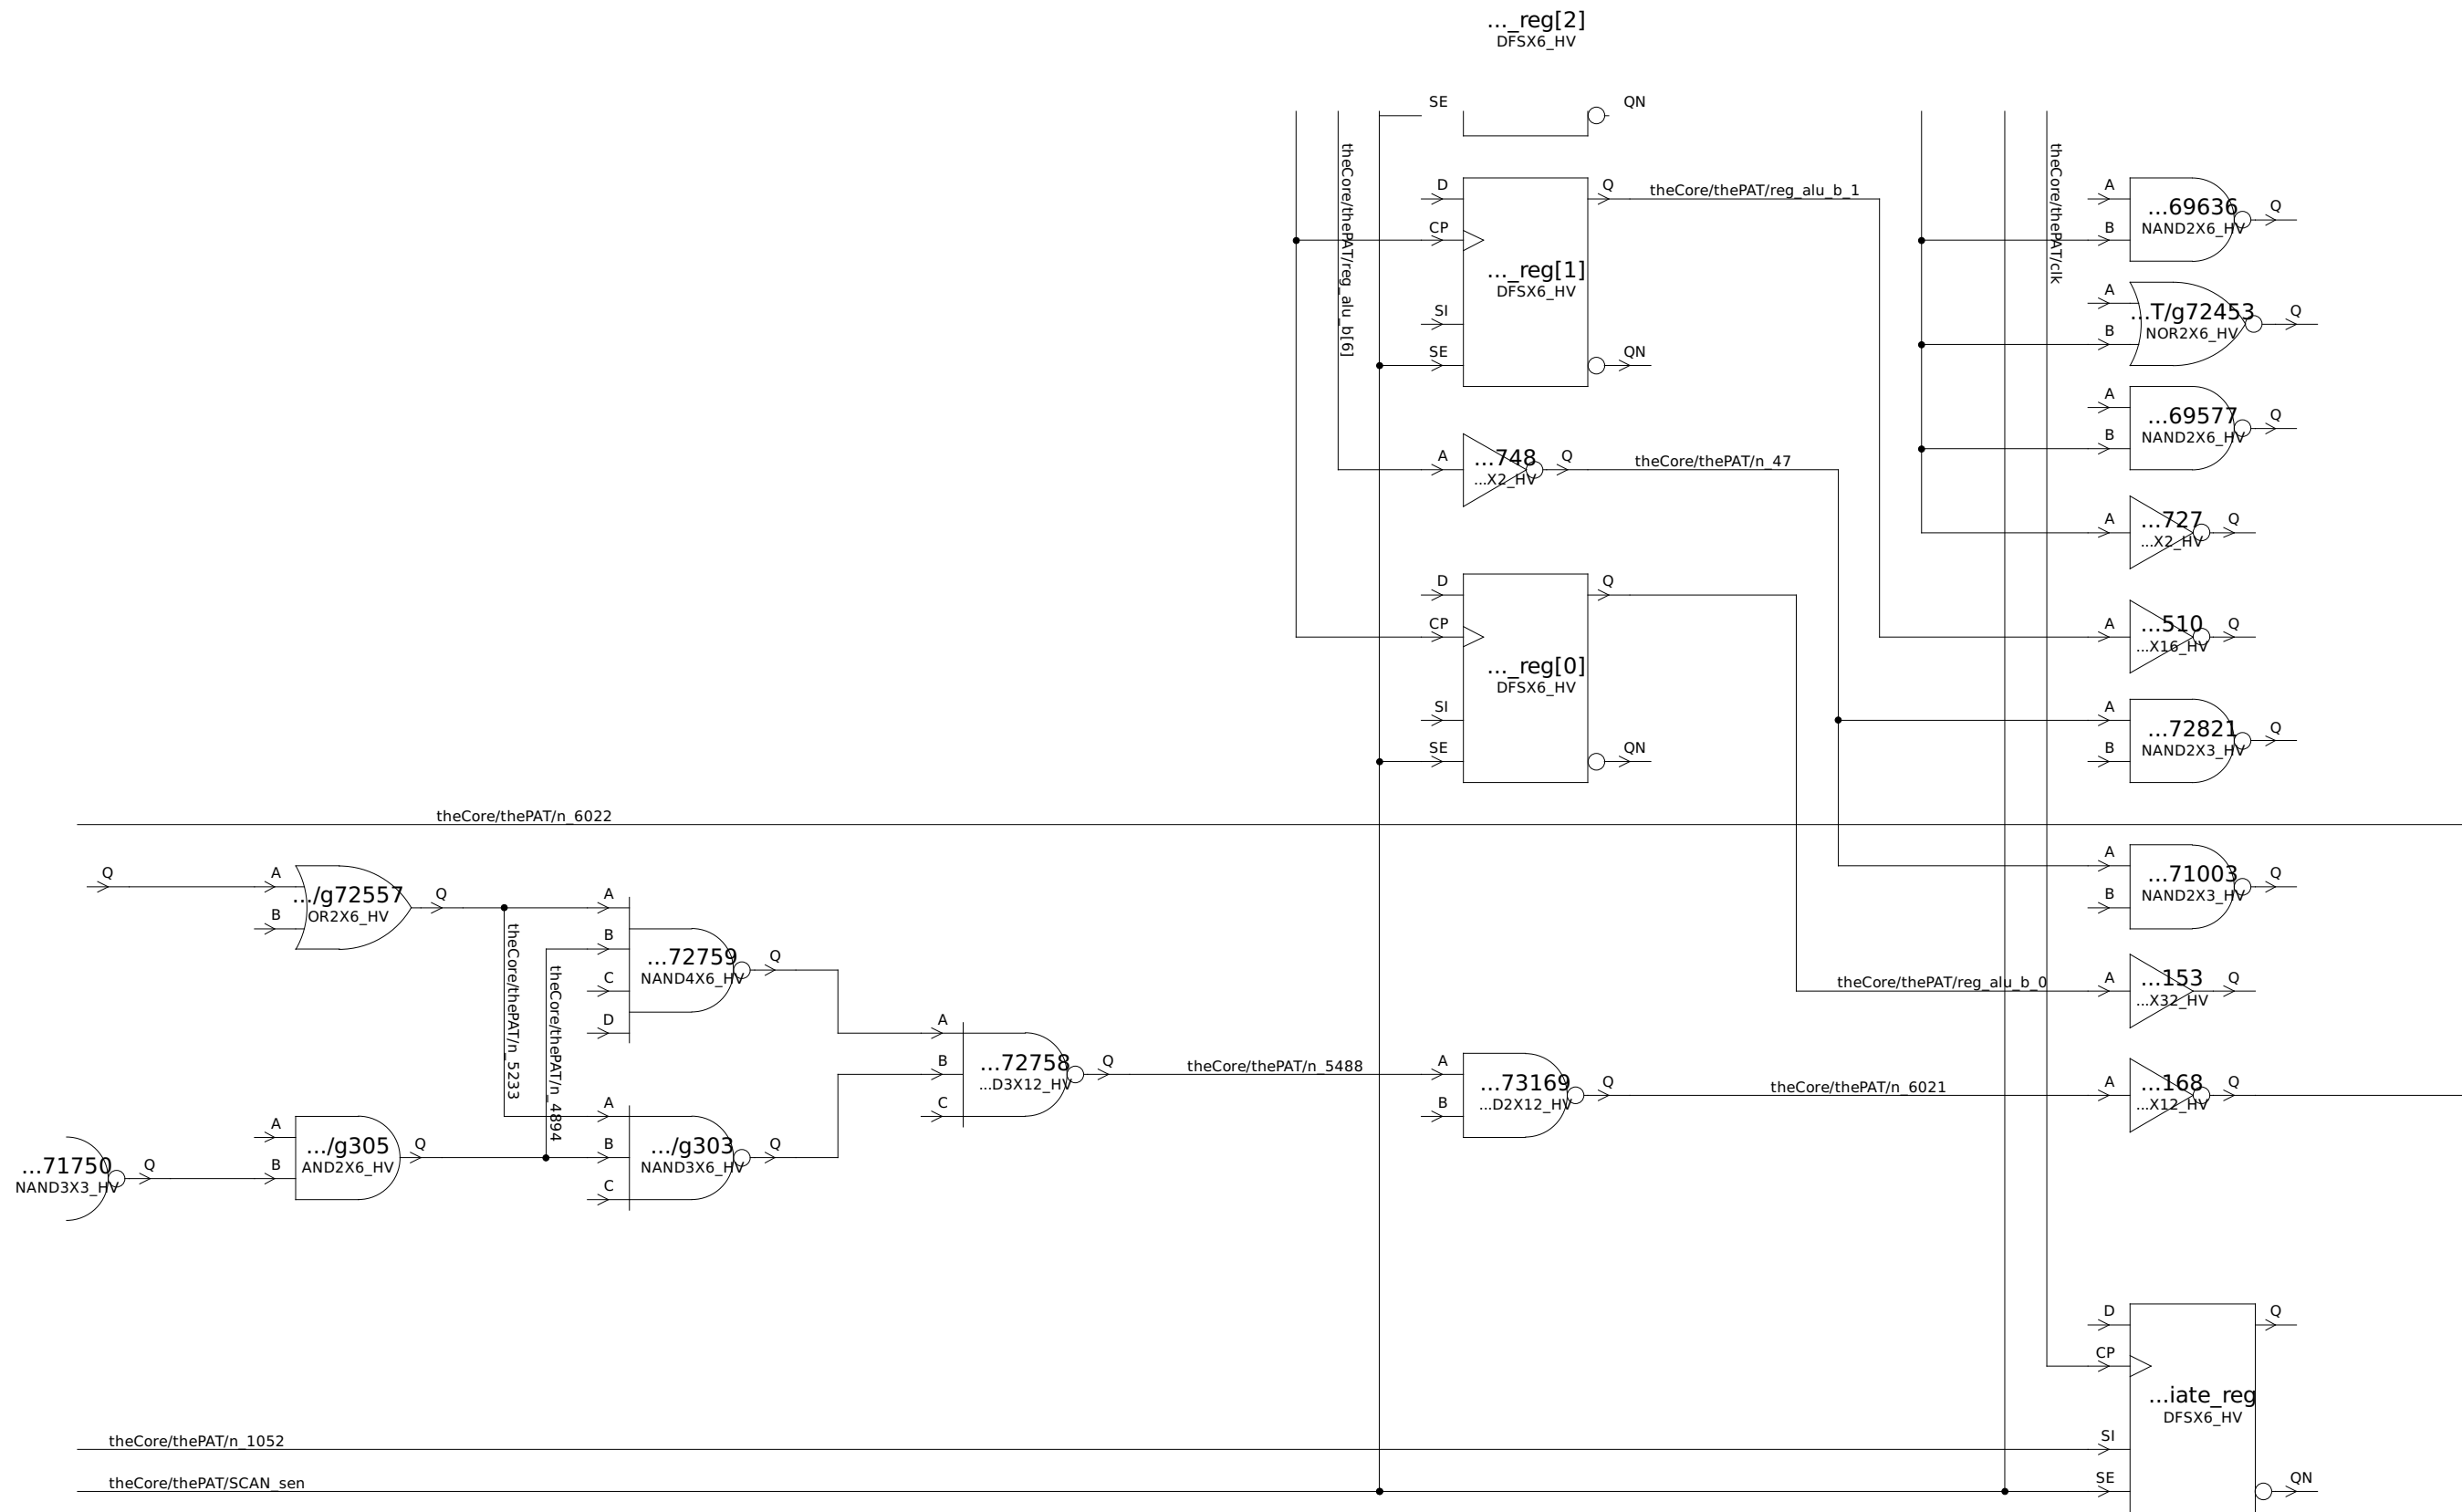 ..._reg[2]
DFSX6_HV
SE
QN
theCore/thePAT/reg_alu_b[6]
theCore/thePAT/clk
D
Q
theCore/thePAT/reg_alu_b_1
CP
..._reg[1]
DFSX6_HV
SI
SE
QN
A
...69636
NAND2X6_HV
B
Q
A
...T/g72453
NOR2X6_HV
B
Q
A
...69577
NAND2X6_HV
B
Q
A
...748
...X2_HV
Q
theCore/thePAT/n_47
A
...727
...X2_HV
Q
D
Q
CP
..._reg[0]
DFSX6_HV
SI
SE
QN
A
...510
...X16_HV
Q
A
...72821
NAND2X3_HV
B
Q
theCore/thePAT/n_6022
Q
A
.../g72557
OR2X6_HV
B
Q
theCore/thePAT/n_5233
theCore/thePAT/n_4894
A
B
...72759
NAND4X6_HV
C
D
Q
A
...71003
NAND2X3_HV
B
Q
theCore/thePAT/reg_alu_b_0
A
...153
...X32_HV
Q
A
B
...72758
...D3X12_HV
C
Q
theCore/thePAT/n_5488
A
...73169
...D2X12_HV
B
Q
theCore/thePAT/n_6021
A
...168
...X12_HV
Q
...71750
NAND3X3_HV
Q
A
.../g305
AND2X6_HV
B
Q
A
B
.../g303
NAND3X6_HV
C
Q
D
Q
CP
...iate_reg
DFSX6_HV
theCore/thePAT/n_1052
SI
theCore/thePAT/SCAN_sen
SE
QN